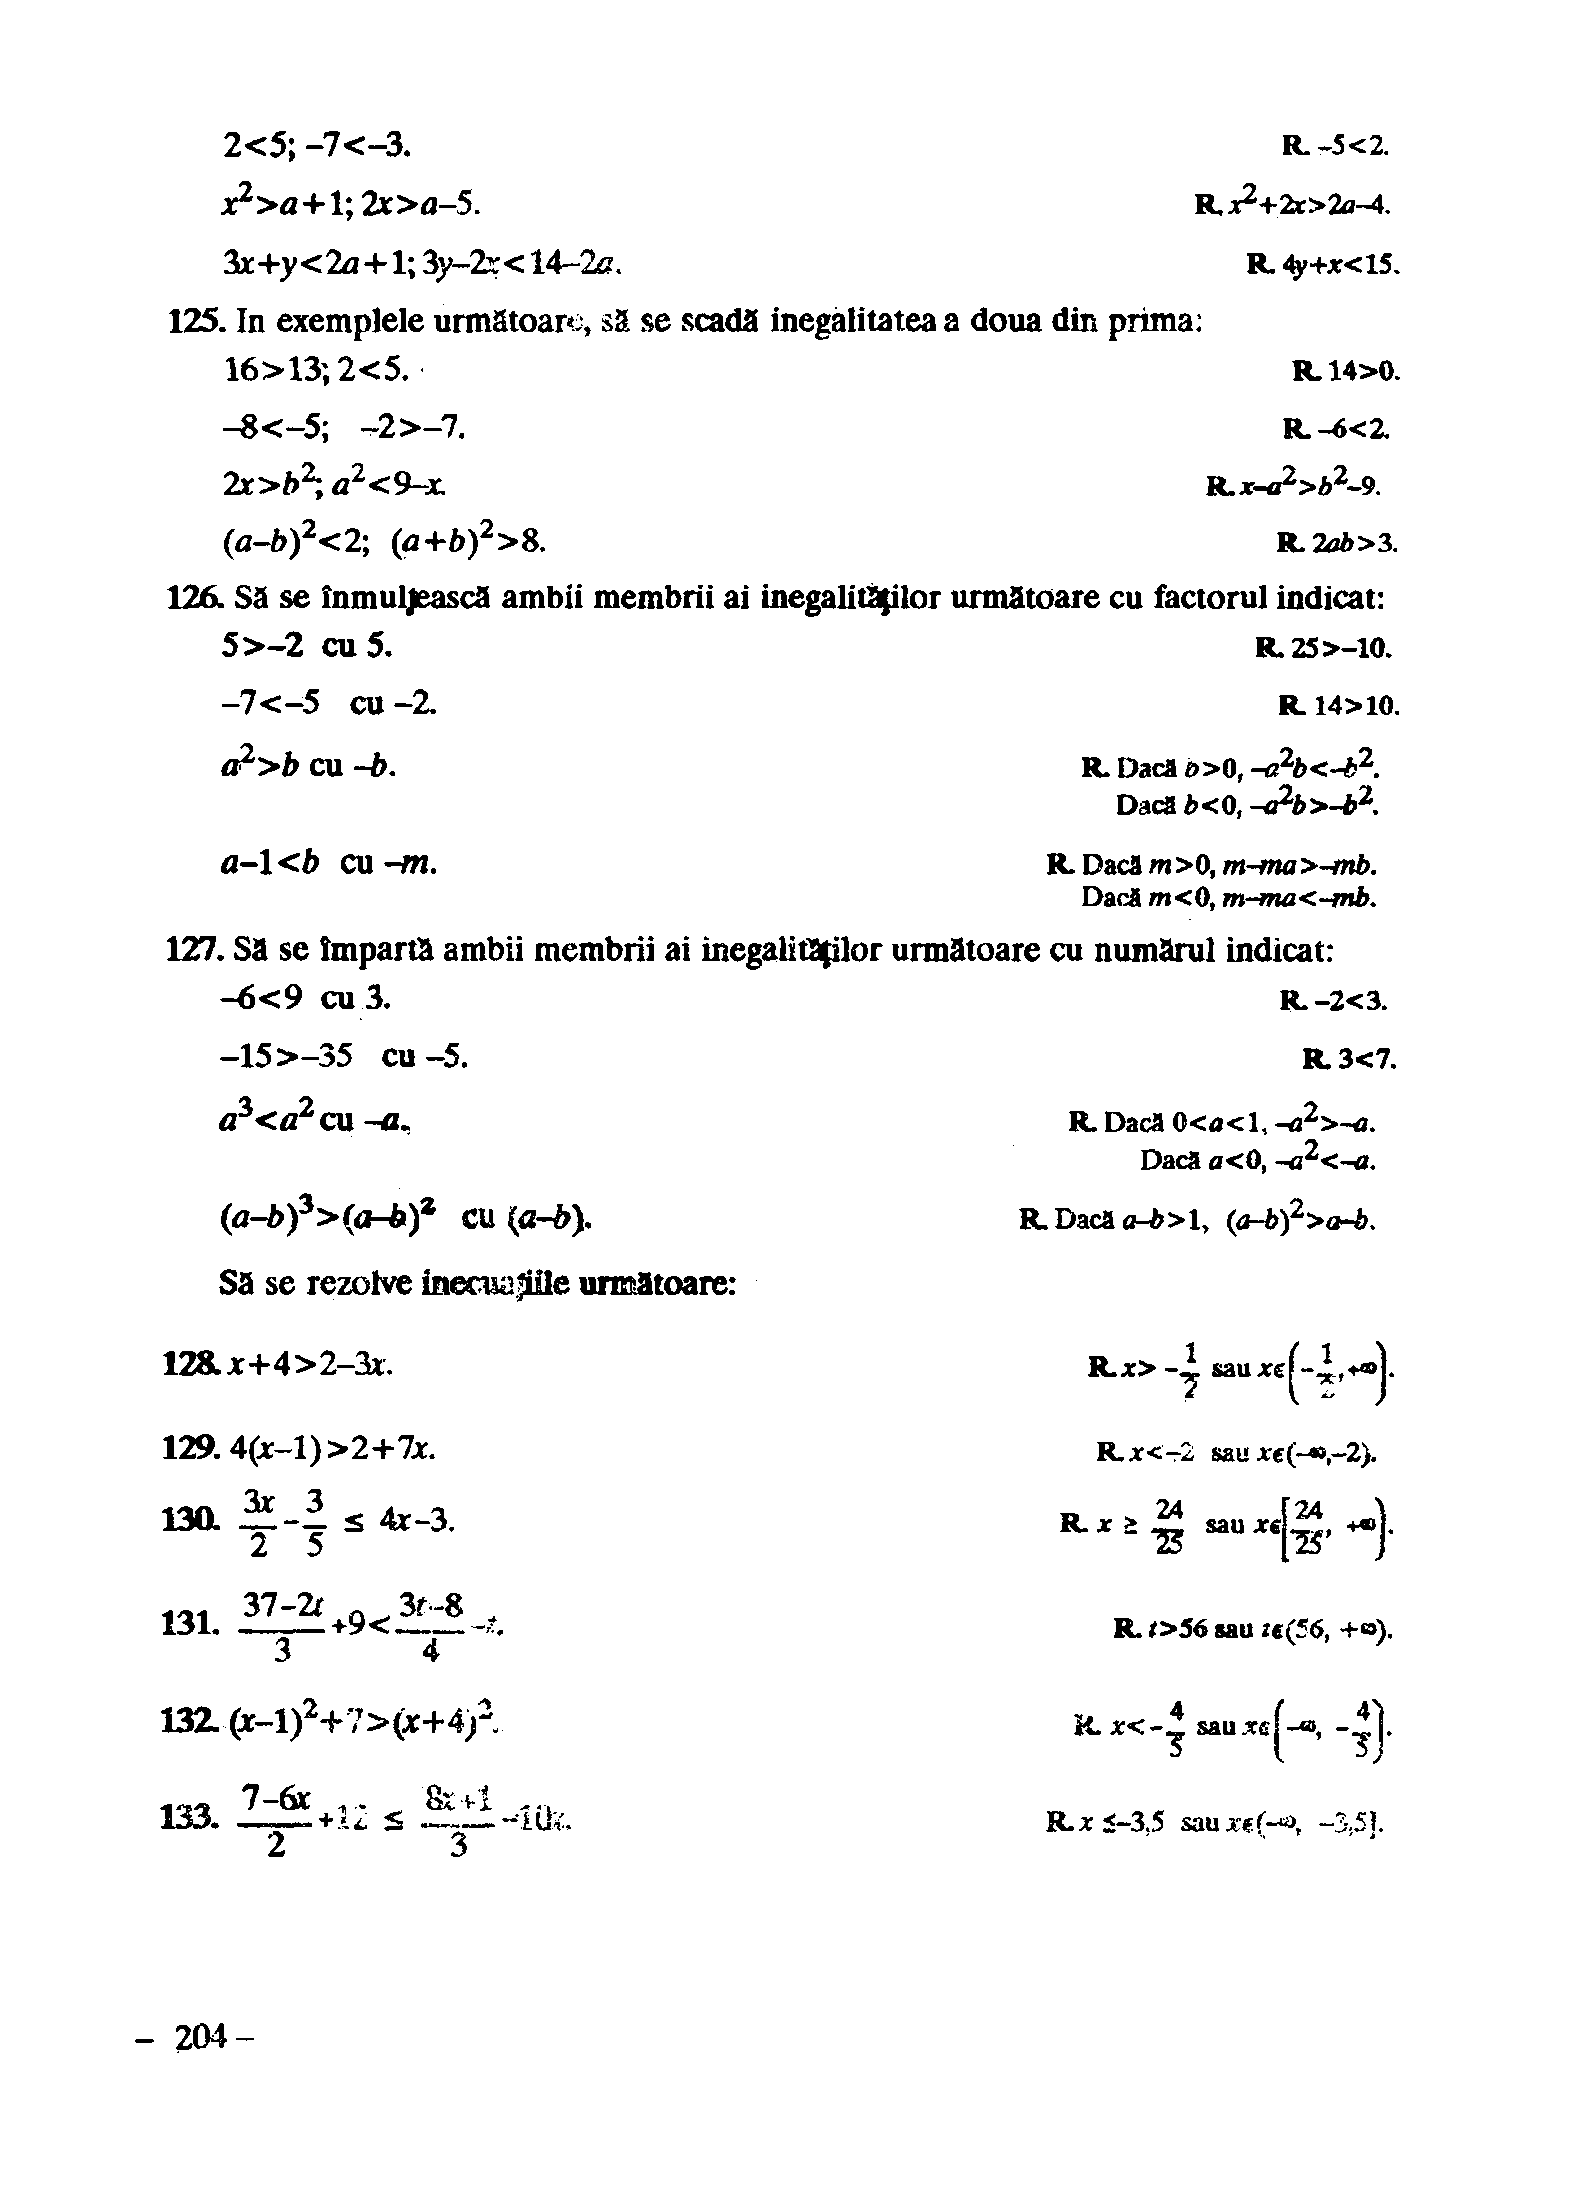 2<5; –7<–3. R. –5<2.
x²>a+1; 2x>a–5. R. x²+2x>2a–4.
3x+y<2a+1; 3y–2x<14–2a. R. 4y+x<15.
125. In exemplele următoare, să se scadă inegalitatea a doua din prima:
16>13; 2<5. R. 14>0.
–8<–5; –2>–7. R. –6<2.
2x>b²; a²<9–x. R. x–a²>b²–9.
(a–b)²<2; (a+b)²>8. R. 2ab>3.
126. Să se înmulţească ambii membrii ai inegalităţilor următoare cu factorul indicat:
5>–2 cu 5. R. 25>–10.
–7<–5 cu –2. R. 14>10.
a²>b cu –b. R. Dacă b>0, –a²b<–b².
Dacă b<0, –a²b>–b².
a–1<b cu –m. R. Dacă m>0, m–ma>–mb.
Dacă m<0, m–ma<–mb.
127. Să se împartă ambii membrii ai inegalităţilor următoare cu numărul indicat:
–6<9 cu 3. R. –2<3.
–15>–35 cu –5. R. 3<7.
a³<a² cu –a. R. Dacă 0<a<1, –a²>–a.
Dacă a<0, –a²<–a.
(a–b)³>(a–b)² cu (a–b). R. Dacă a–b>1, (a–b)²>a–b.
Să se rezolve inecuaţiile următoare:
128. x+4>2–3x. R. x> -1/2 sau xϵ(-1/2,+∞).
129. 4(x–1)>2+7x. R. x<–2 sau xϵ(–∞,–2).
130. 3x/2 - 3/5 ≤ 4x–3. R. x ≥ 24/25 sau xϵ[24/25, +∞).
131. 37–2t/3 +9< 3t–8/4 –t. R. t>56 sau tϵ(56, +∞).
132. (x–1)²+7>(x+4)². R. x<-4/5 sau xϵ(–∞, -4/5).
133. 7–6x/2 +12 ≤ 8x+1/3 –10x. R. x ≤–3,5 sau xϵ(–∞, –3,5].
– 204 –